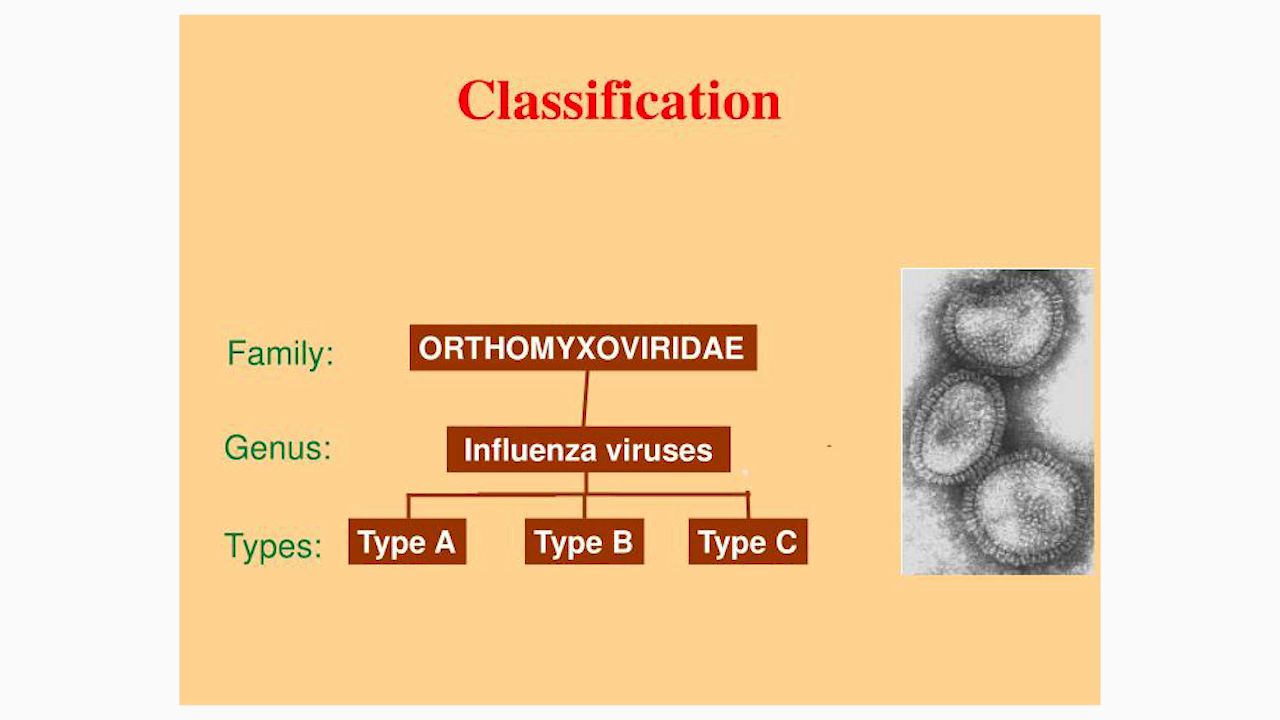 Classification
Family: ORTHOMYXOVIRIDAE
Genus: Influenza viruses
Types: Type A Type B Type C